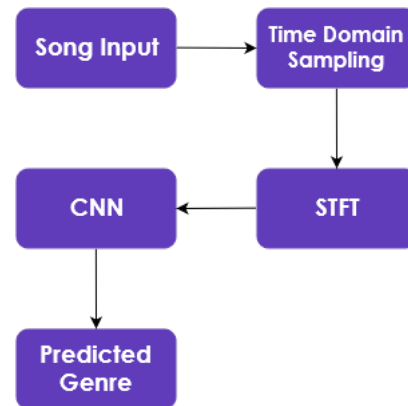 Song Input
Time Domain
Sampling
STFT
CNN
Predicted
Genre